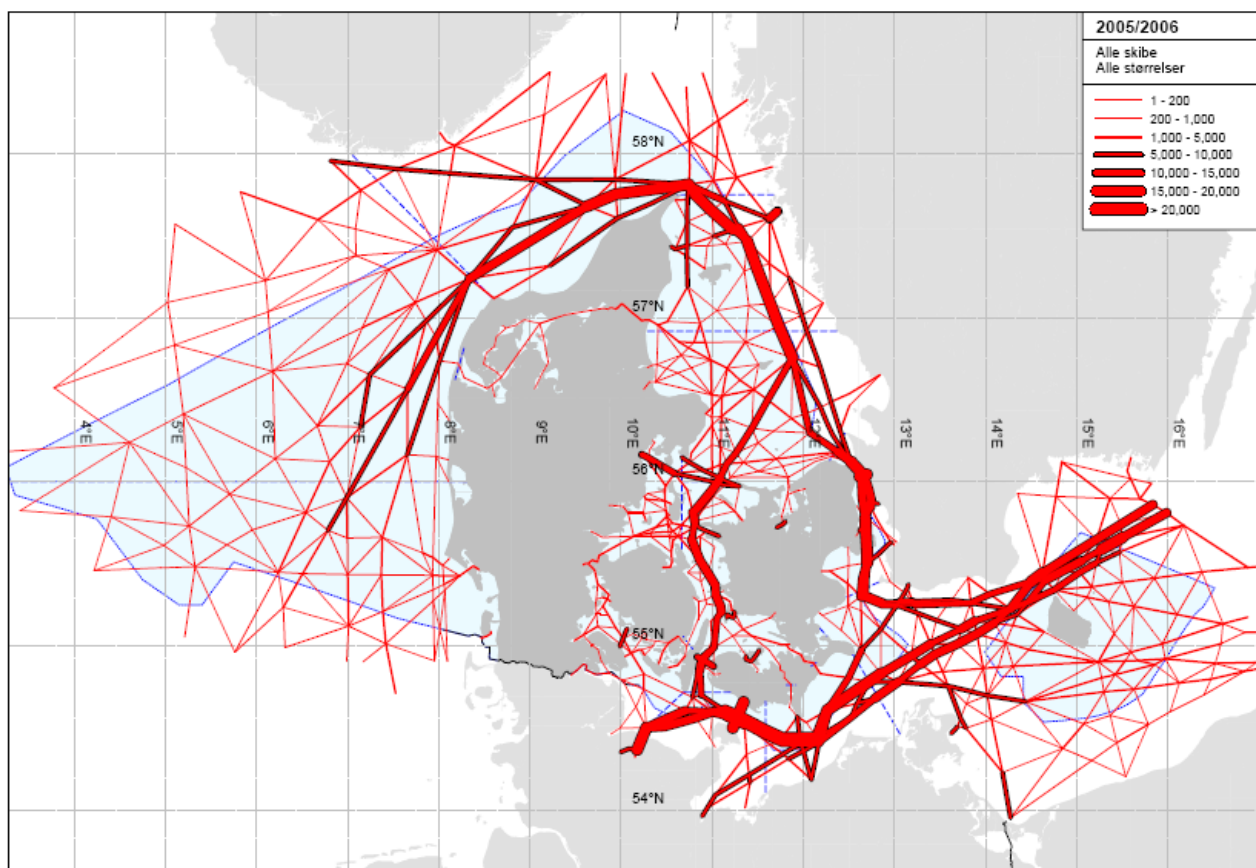 2005/2006
Alle skibe
Alle størrelser
1 - 200
200 - 1,000
1,000 - 5,000
5,000 - 10,000
10,000 - 15,000
15,000 - 20,000
> 20,000
58°N
57°N
4°E
5°E
6°E
7°E
8°E
9°E
10°E
11°E
12°E
13°E
14°E
15°E
16°E
56°N
55°N
54°N